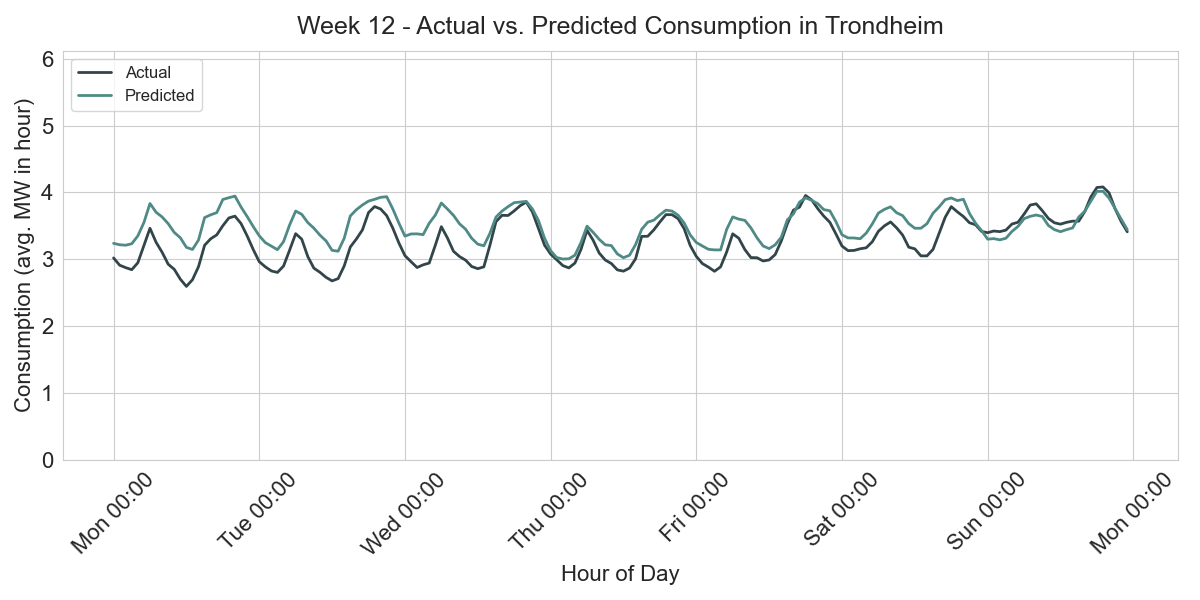 Week 12 - Actual vs. Predicted Consumption in Trondheim
Consumption (avg. MW in hour)
6
5
4
3
2
1
0
Actual
Predicted
Mon 00:00
Tue 00:00
Wed 00:00
Thu 00:00
Fri 00:00
Sat 00:00
Sun 00:00
Mon 00:00
Hour of Day